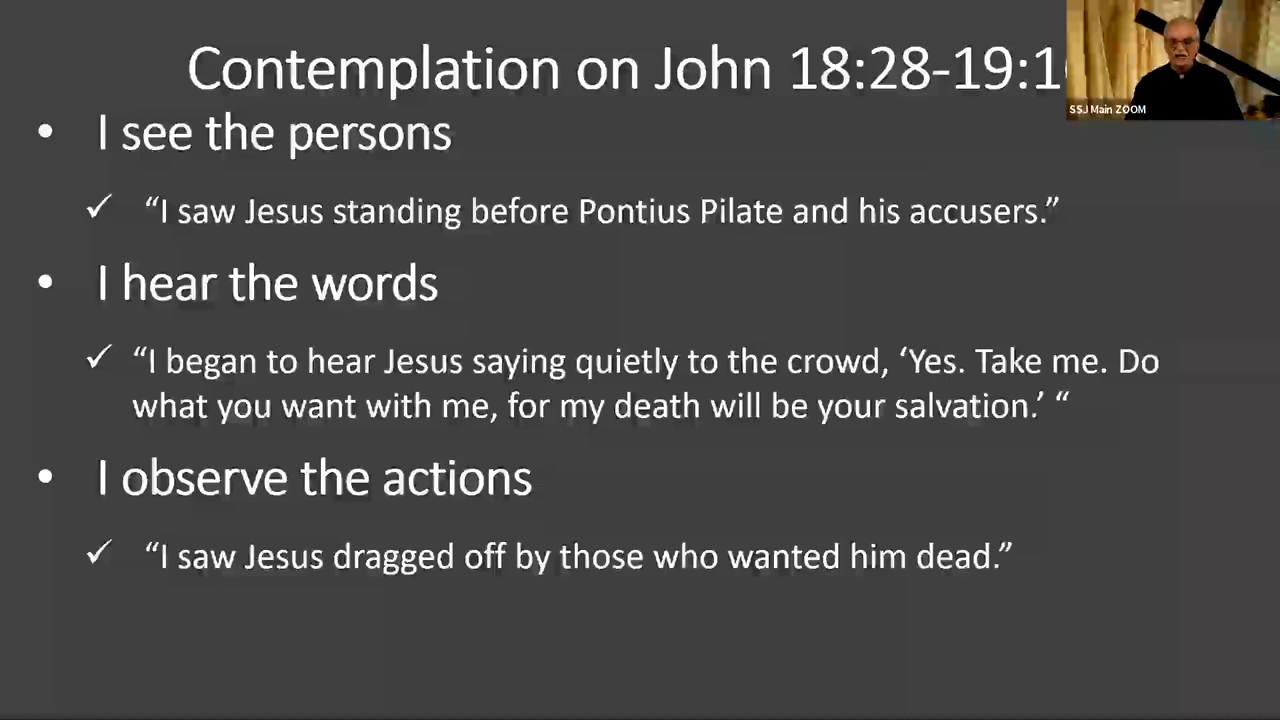 Contemplation on John 18:28-19:1
SSJ Main ZOOM
• I see the persons
✓ “I saw Jesus standing before Pontius Pilate and his accusers.”
• I hear the words
✓ “I began to hear Jesus saying quietly to the crowd, ‘Yes. Take me. Do
what you want with me, for my death will be your salvation.’ “
• I observe the actions
✓ “I saw Jesus dragged off by those who wanted him dead.”